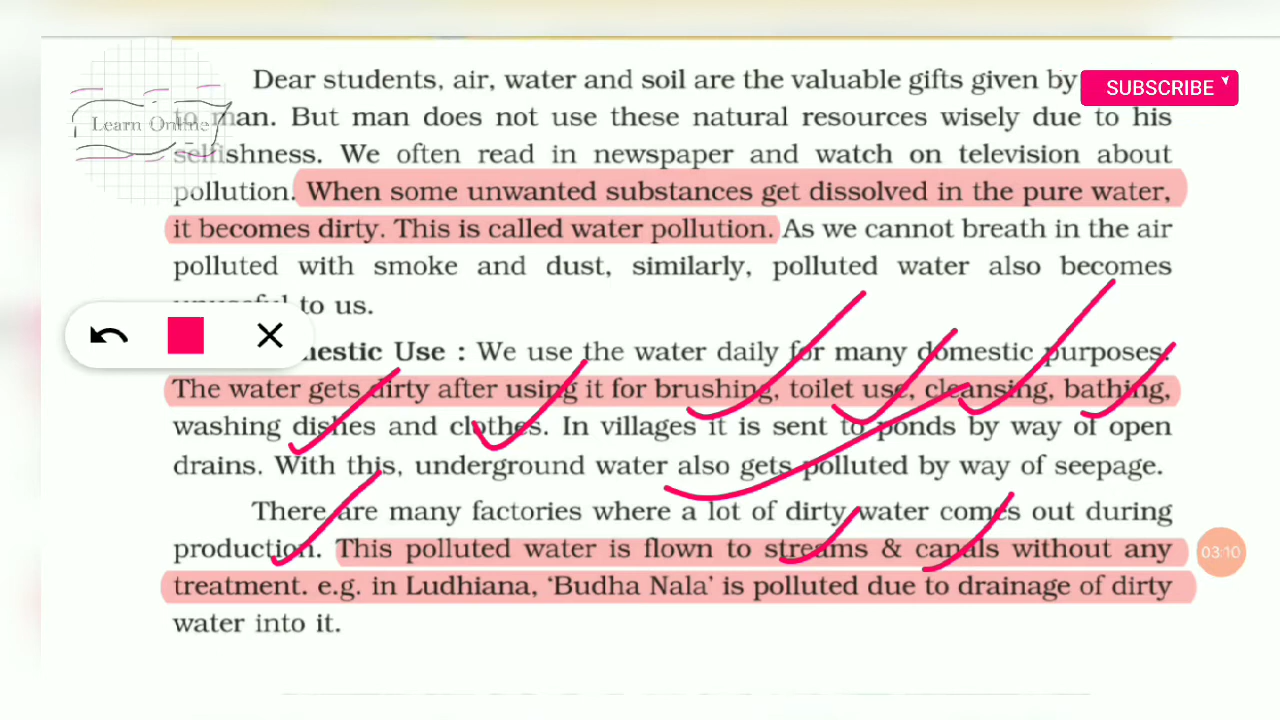 Dear students, air, water and soil are the valuable gifts given by
SUBSCRIBE
Learn Online
to man. But man does not use these natural resources wisely due to his
selfishness. We often read in newspaper and watch on television about
pollution. When some unwanted substances get dissolved in the pure water,
it becomes dirty. This is called water pollution. As we cannot breath in the air
polluted with smoke and dust, similarly, polluted water also becomes
to us.
mestic Use : We use the water daily for many domestic purposes.
The water gets dirty after using it for brushing, toilet use, cleansing, bathing,
washing dishes and clothes. In villages it is sent to ponds by way of open
drains. With this, underground water also gets polluted by way of seepage.
There are many factories where a lot of dirty water comes out during
production. This polluted water is flown to streams & canals without any
03:10
treatment. e.g. in Ludhiana, ‘Budha Nala’ is polluted due to drainage of dirty
water into it.